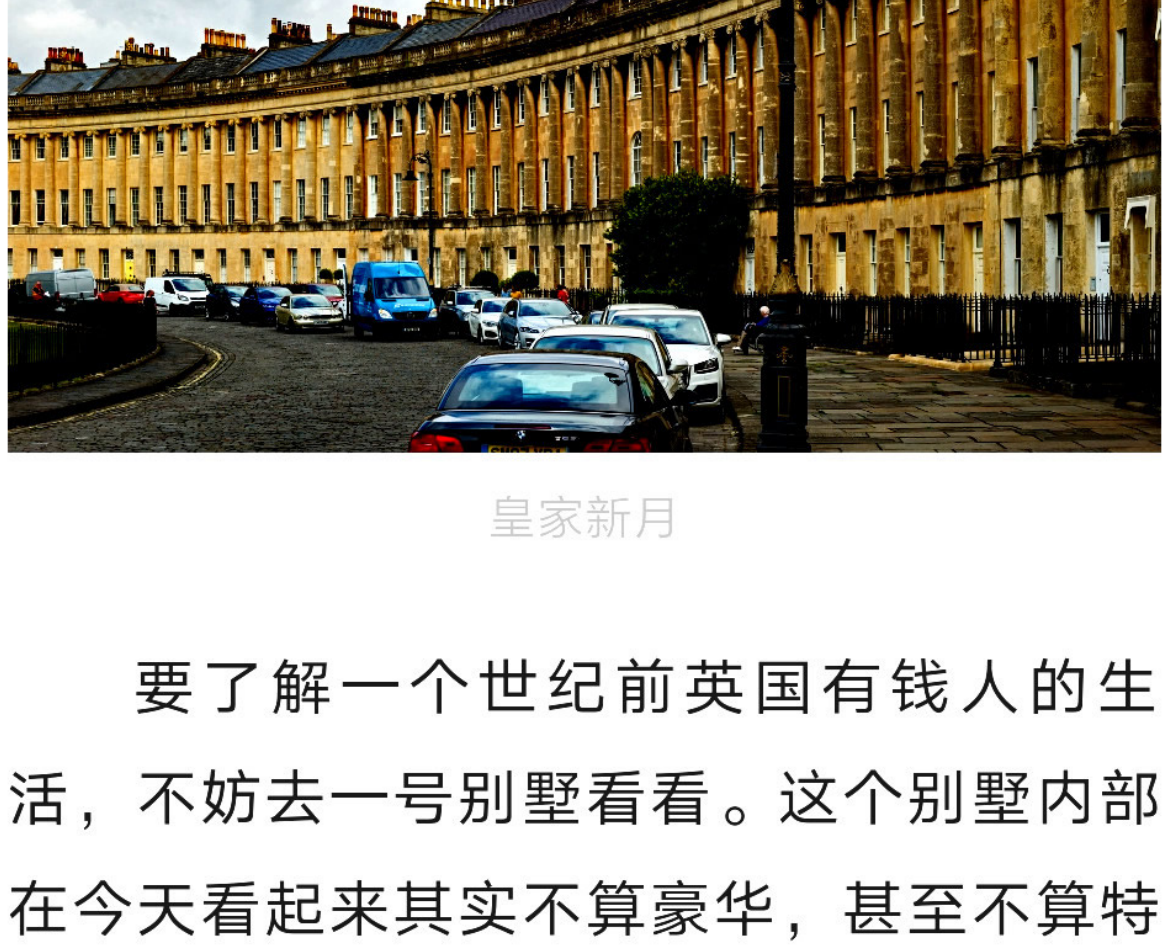 皇家新月
要了解一个世纪前英国有钱人的生
活，不妨去一号别墅看看。这个别墅内部
在今天看起来其实不算豪华，甚至不算特